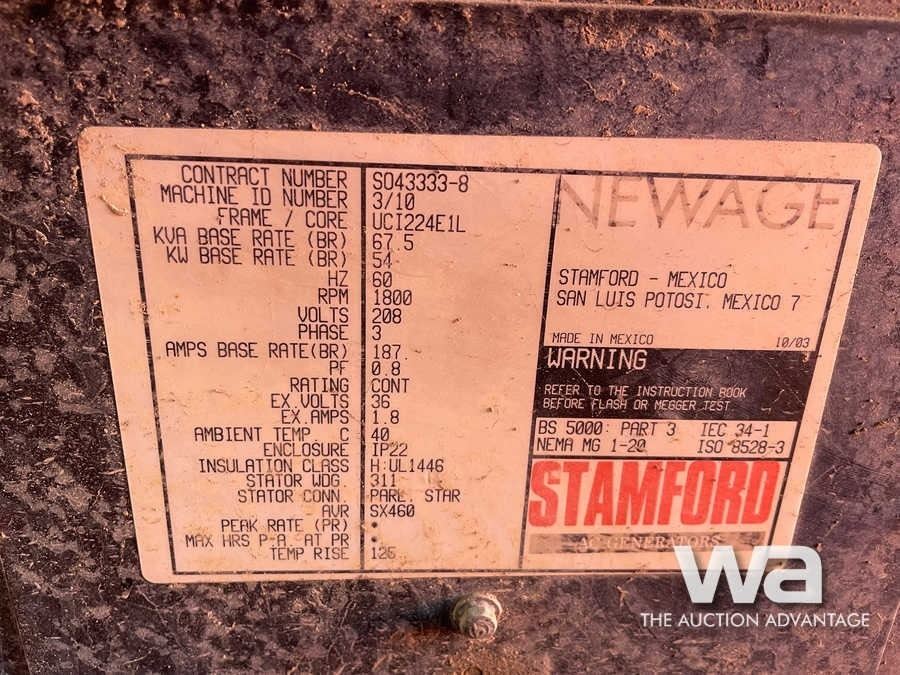 CONTRACT NUMBER SO43333-8
MACHINE ID NUMBER 3/10
FRAME / CORE UCI224E1L
KVA BASE RATE (BR) 67.5
KW BASE RATE (BR) 54
HZ 60
RPM 1800
VOLTS 208
PHASE 3
AMPS BASE RATE(BR) 187.
PF 0.8
RATING CONT
EX.VOLTS 36
EX.AMPS 1.8
AMBIENT TEMP. C 40
ENCLOSURE IP22
INSULATION CLASS H:UL1446
STATOR WDG. 311
STATOR CONN. PARL. STAR
AVR SX460
PEAK RATE (PR) .
MAX HRS P.A. AT PR .
TEMP RISE 125
NEWAGE
STAMFORD - MEXICO
SAN LUIS POTOSI. MEXICO 7
MADE IN MEXICO 10/03
WARNING
REFER TO THE INSTRUCTION BOOK
BEFORE FLASH OR MEGGER TEST
BS 5000: PART 3 IEC 34-1
NEMA MG 1-20 ISO 8528-3
STAMFORD
AC GENERATORS
wa
THE AUCTION ADVANTAGE